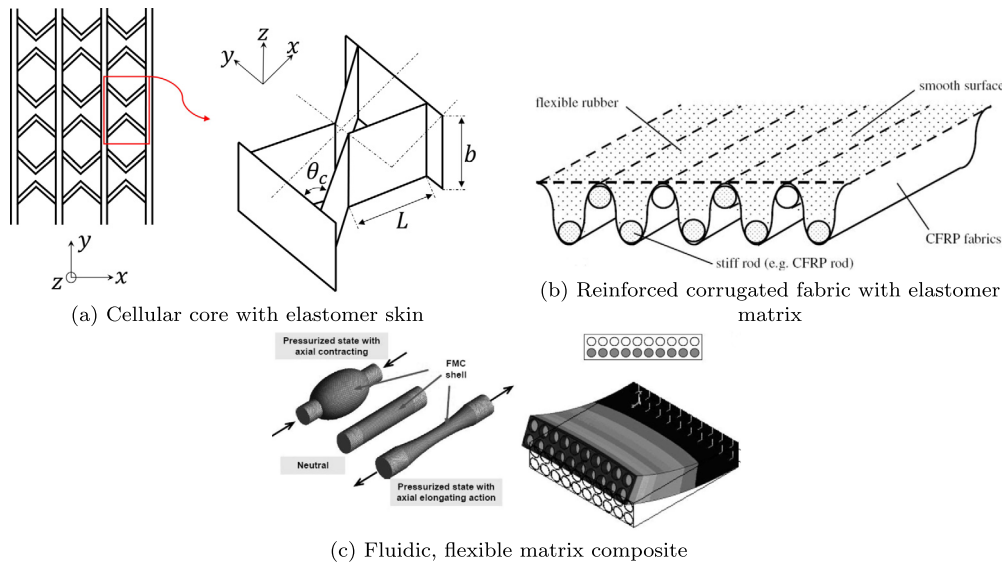 z
y
x
b
θc
L
y
z
x
(a) Cellular core with elastomer skin
flexible rubber
smooth surface
CFRP fabrics
stiff rod (e.g. CFRP rod)
(b) Reinforced corrugated fabric with elastomer
matrix
Pressurized state with
axial contracting
FMC
shell
Neutral
Pressurized state with
axial elongating action
(c) Fluidic, flexible matrix composite